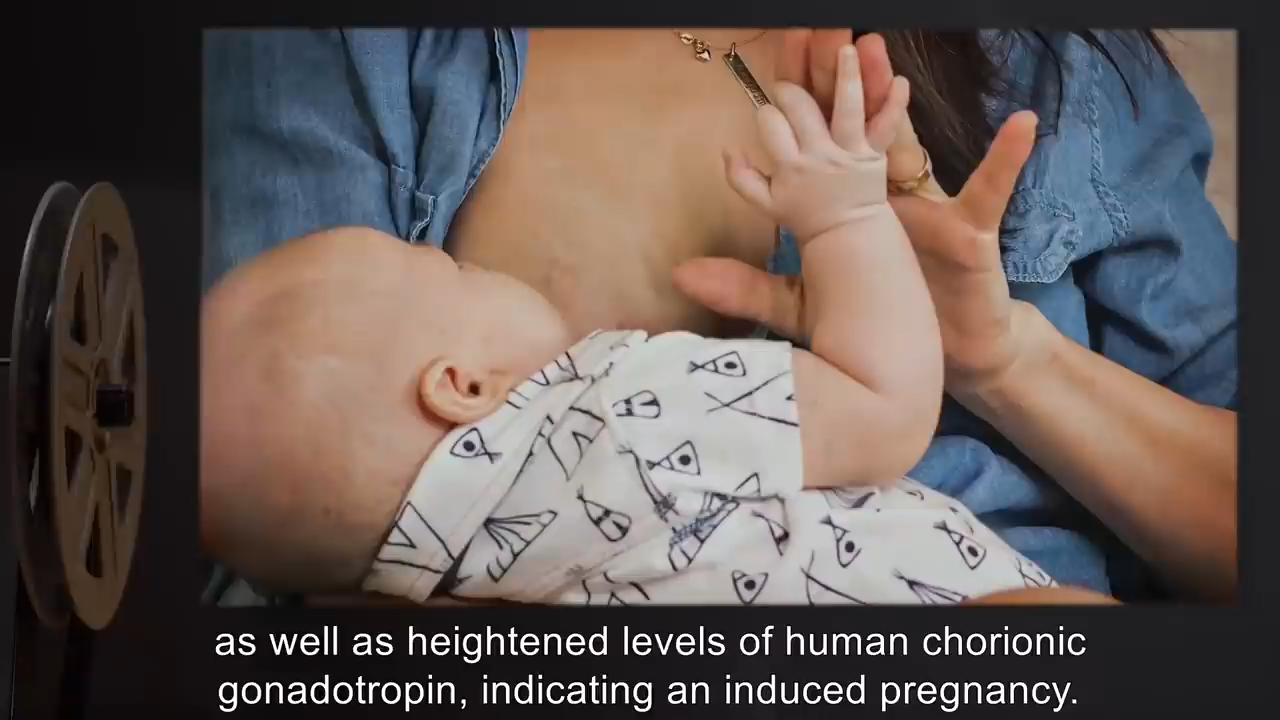 as well as heightened levels of human chorionic
gonadotropin, indicating an induced pregnancy.